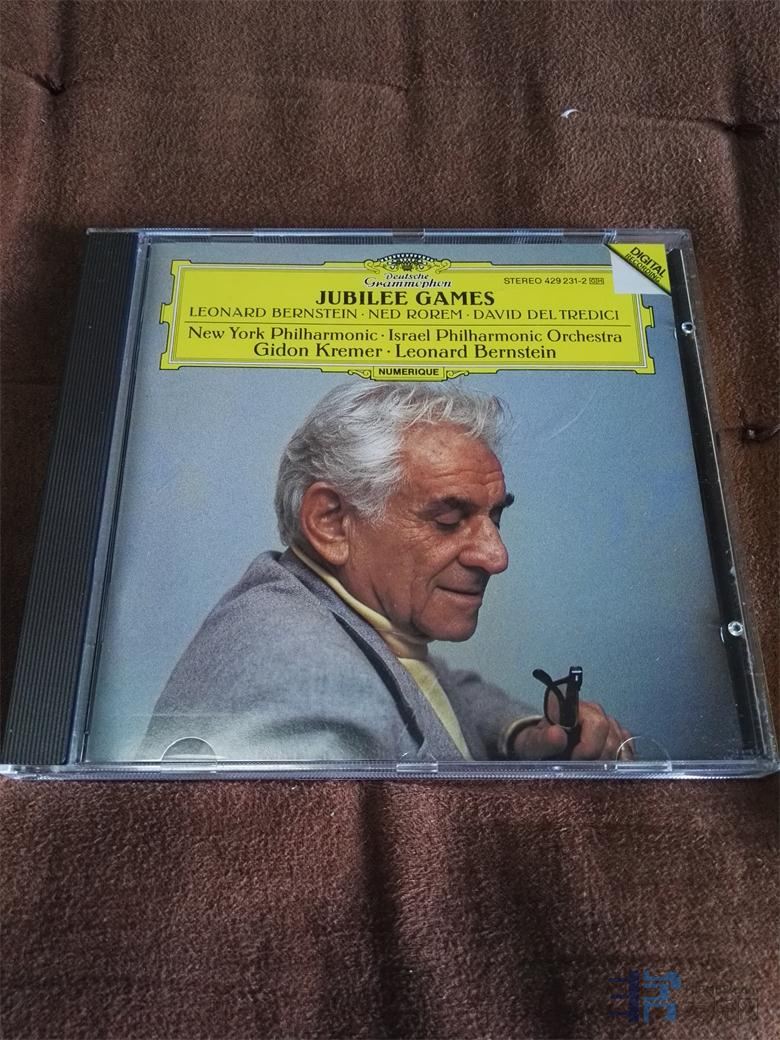 Deutsche
Grammophon
STEREO 429 231-2 GH
DIGITAL
RECORDING
JUBILEE GAMES
LEONARD BERNSTEIN · NED ROREM · DAVID DEL TREDICI
New York Philharmonic · Israel Philharmonic Orchestra
Gidon Kremer · Leonard Bernstein
NUMERIQUE